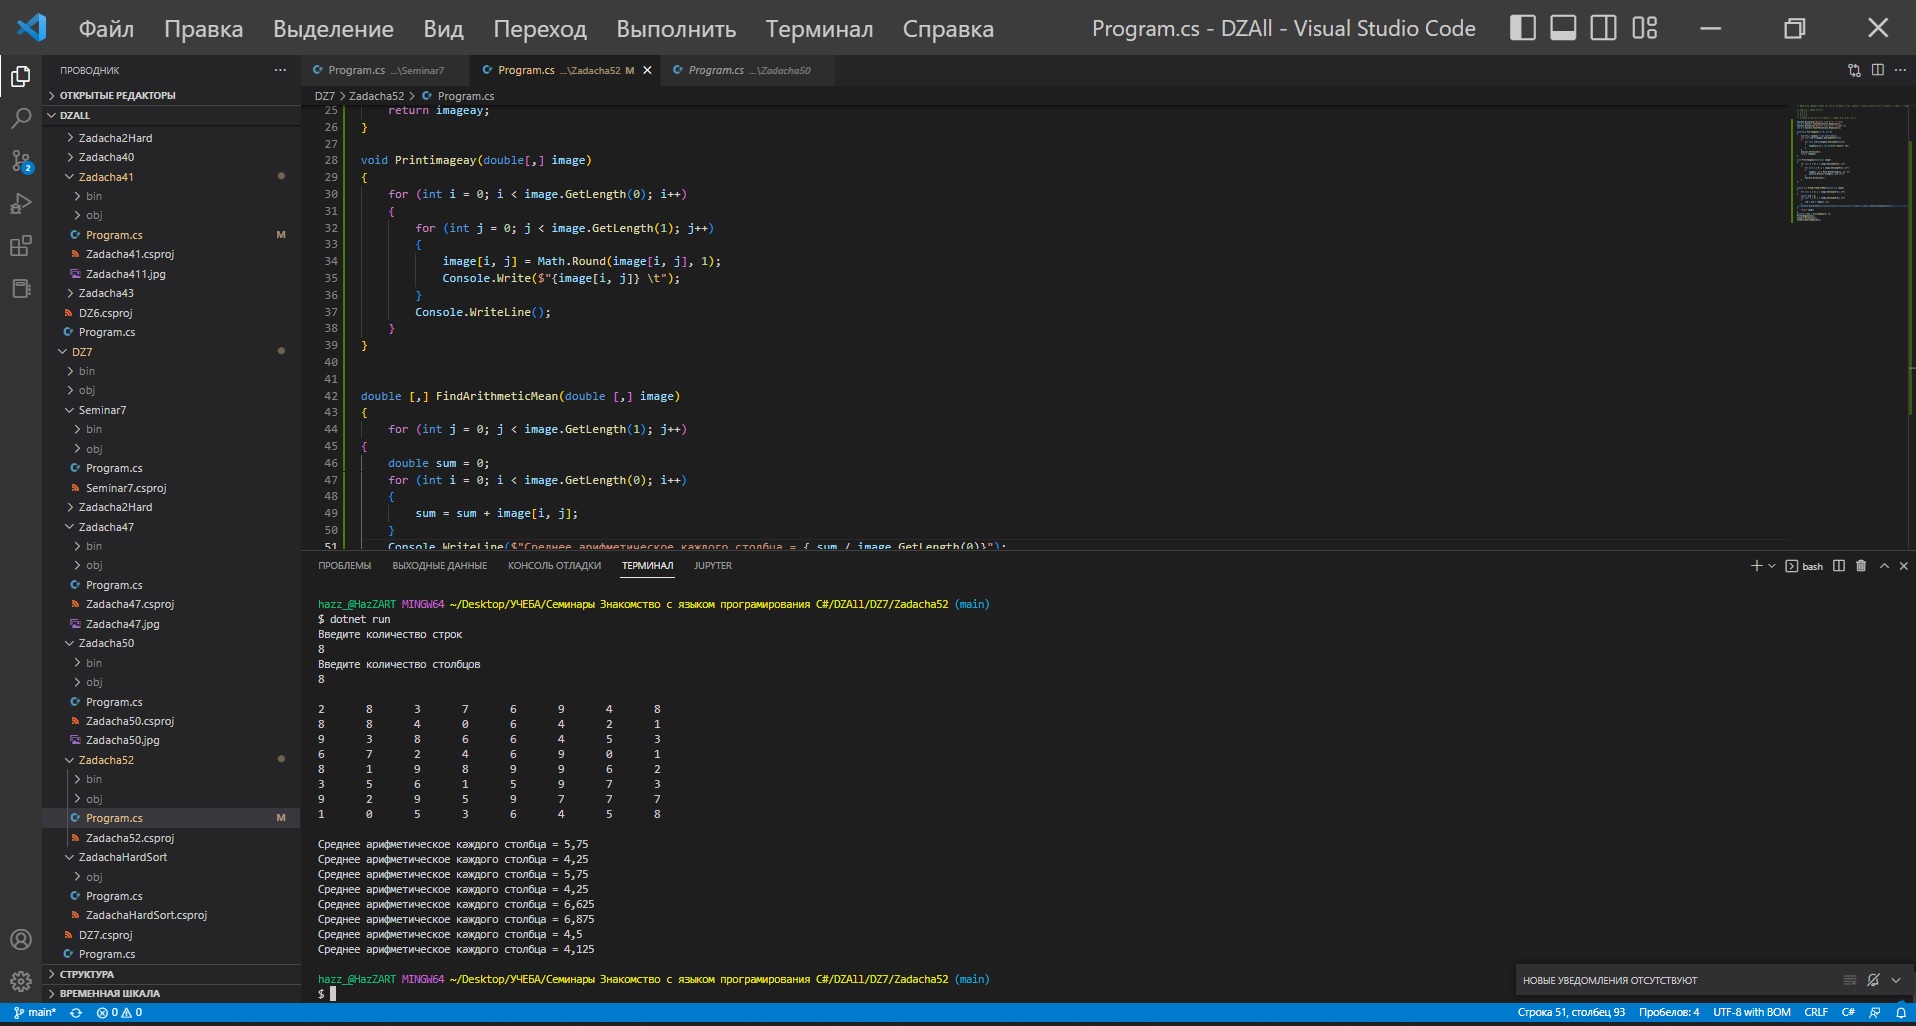 Файл Правка Выделение Вид Переход Выполнить Терминал Справка Program.cs - DZAll - Visual Studio Code
ПРОВОДНИК ...
ОТКРЫТЫЕ РЕДАКТОРЫ
DZALL
Zadacha2Hard
Zadacha40
Zadacha41
bin
obj
Program.cs M
Zadacha41.csproj
Zadacha411.jpg
Zadacha43
DZ6.csproj
Program.cs
DZ7
bin
obj
Seminar7
bin
obj
Program.cs
Seminar7.csproj
Zadacha2Hard
Zadacha47
bin
obj
Program.cs
Zadacha47.csproj
Zadacha47.jpg
Zadacha50
bin
obj
Program.cs
Zadacha50.csproj
Zadacha50.jpg
Zadacha52
bin
obj
Program.cs M
Zadacha52.csproj
ZadachaHardSort
obj
Program.cs
ZadachaHardSort.csproj
DZ7.csproj
Program.cs
СТРУКТУРА
ВРЕМЕННАЯ ШКАЛА
2
Program.cs ...\Seminar7 Program.cs ...\Zadacha52 M Program.cs ...\Zadacha50
DZ7 > Zadacha52 > Program.cs
25 return imageay;
26 }
27
28 void Printimageay(double[,] image)
29 {
30 for (int i = 0; i < image.GetLength(0); i++)
31 {
32 for (int j = 0; j < image.GetLength(1); j++)
33 {
34 image[i, j] = Math.Round(image[i, j], 1);
35 Console.Write($"{image[i, j]} \t");
36 }
37 Console.WriteLine();
38 }
39 }
40
41
42 double [,] FindArithmeticMean(double [,] image)
43 {
44 for (int j = 0; j < image.GetLength(1); j++)
45 {
46 double sum = 0;
47 for (int i = 0; i < image.GetLength(0); i++)
48 {
49 sum = sum + image[i, j];
50 }
51 Console.WriteLine($"Среднее арифметическое каждого столбца = { sum / image.GetLength(0)}");
ПРОБЛЕМЫ ВЫХОДНЫЕ ДАННЫЕ КОНСОЛЬ ОТЛАДКИ ТЕРМИНАЛ JUPYTER bash
hazz_@HazZART MINGW64 ~/Desktop/УЧЕБА/Семинары Знакомство с языком програмирования C#/DZAll/DZ7/Zadacha52 (main)
$ dotnet run
Введите количество строк
8
Введите количество столбцов
8
2 8 3 7 6 9 4 8
8 8 4 0 6 4 2 1
9 3 8 6 6 4 5 3
6 7 2 4 6 9 0 1
8 1 9 8 9 9 6 2
3 5 6 1 5 9 7 3
9 2 9 5 9 7 7 7
1 0 5 3 6 4 5 8
Среднее арифметическое каждого столбца = 5,75
Среднее арифметическое каждого столбца = 4,25
Среднее арифметическое каждого столбца = 5,75
Среднее арифметическое каждого столбца = 4,25
Среднее арифметическое каждого столбца = 6,625
Среднее арифметическое каждого столбца = 6,875
Среднее арифметическое каждого столбца = 4,5
Среднее арифметическое каждого столбца = 4,125
hazz_@HazZART MINGW64 ~/Desktop/УЧЕБА/Семинары Знакомство с языком програмирования C#/DZAll/DZ7/Zadacha52 (main)
$
НОВЫЕ УВЕДОМЛЕНИЯ ОТСУТСТВУЮТ
main* 0 0 Строка 51, столбец 93 Пробелов: 4 UTF-8 with BOM CRLF C#